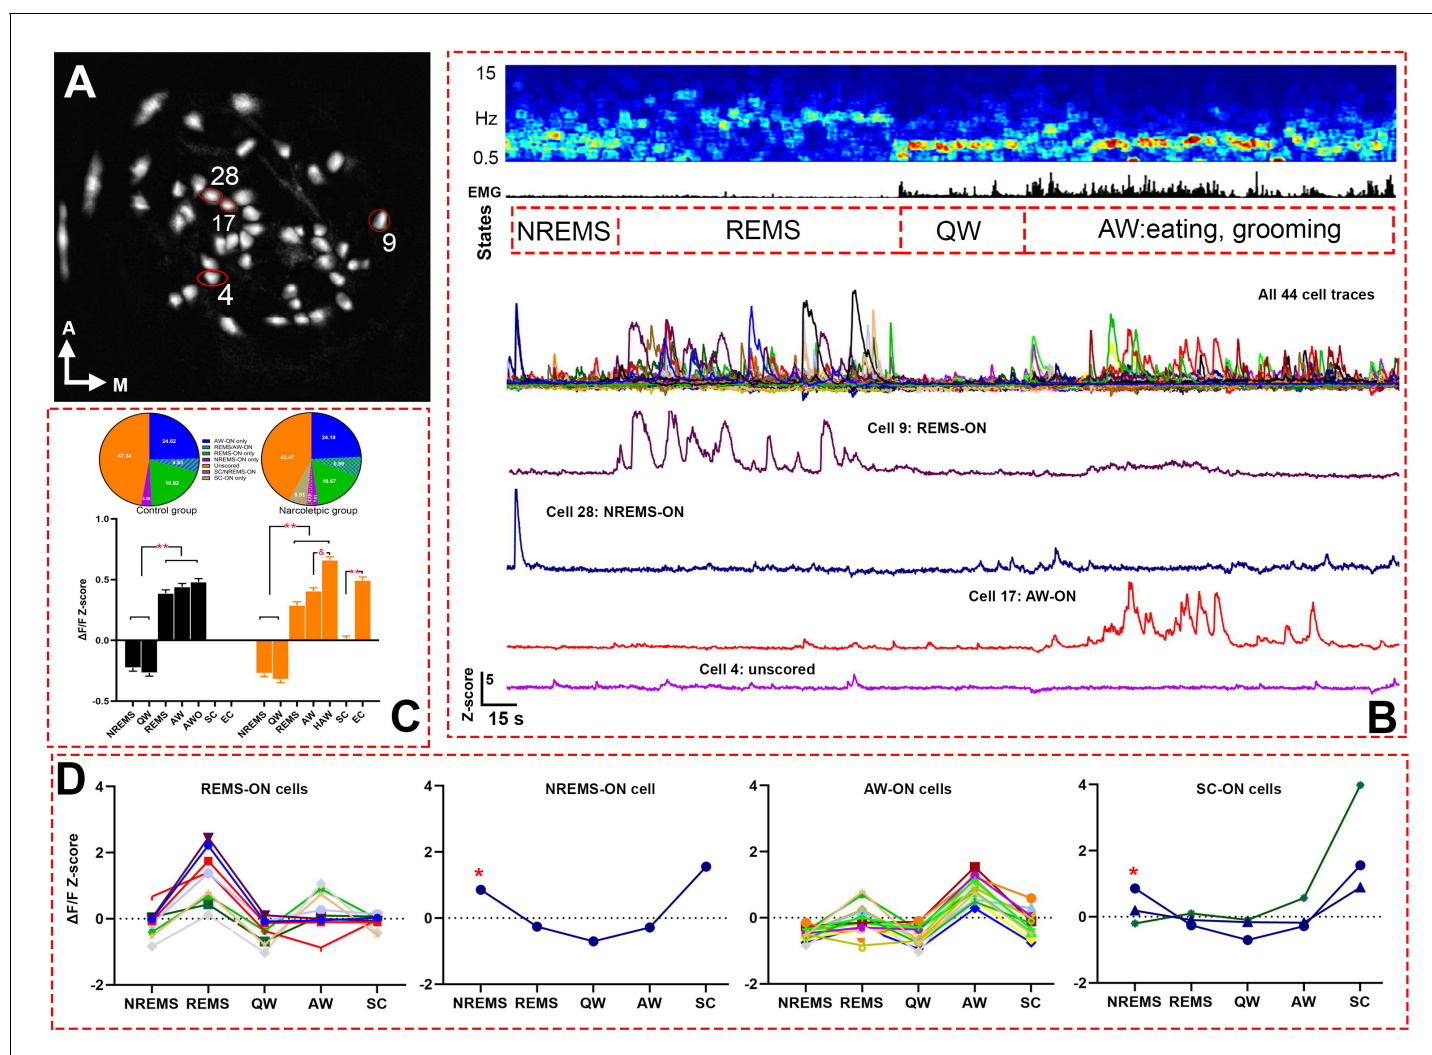 A
28
17
9
4
A
M
15
Hz
0.5
EMG
States
NREMS
REMS
QW
AW:eating, grooming
All 44 cell traces
Cell 9: REMS-ON
Cell 28: NREMS-ON
Cell 17: AW-ON
Cell 4: unscored
Z-score
5
15 s
B
47.34
24.62
19.02
AW-ON only
REMS/AW-ON
REMS-ON only
NREMS-ON only
Unscored
SC/NREMS-ON
SC-ON only
42.47
24.19
16.67
Control group
Narcoletpic group
ΔF/F Z-score
1.0
0.5
0.0
-0.5
**
**
&
**
NREMS
QW
REMS
AW
AWO
SC
EC
NREMS
QW
REMS
AW
HAW
SC
EC
C
D
REMS-ON cells
ΔF/F Z-score
4
2
0
-2
NREMS REMS QW AW SC
NREMS-ON cell
4
2
0
-2
*
NREMS REMS QW AW SC
AW-ON cells
4
2
0
-2
NREMS REMS QW AW SC
SC-ON cells
4
2
0
-2
*
NREMS REMS QW AW SC